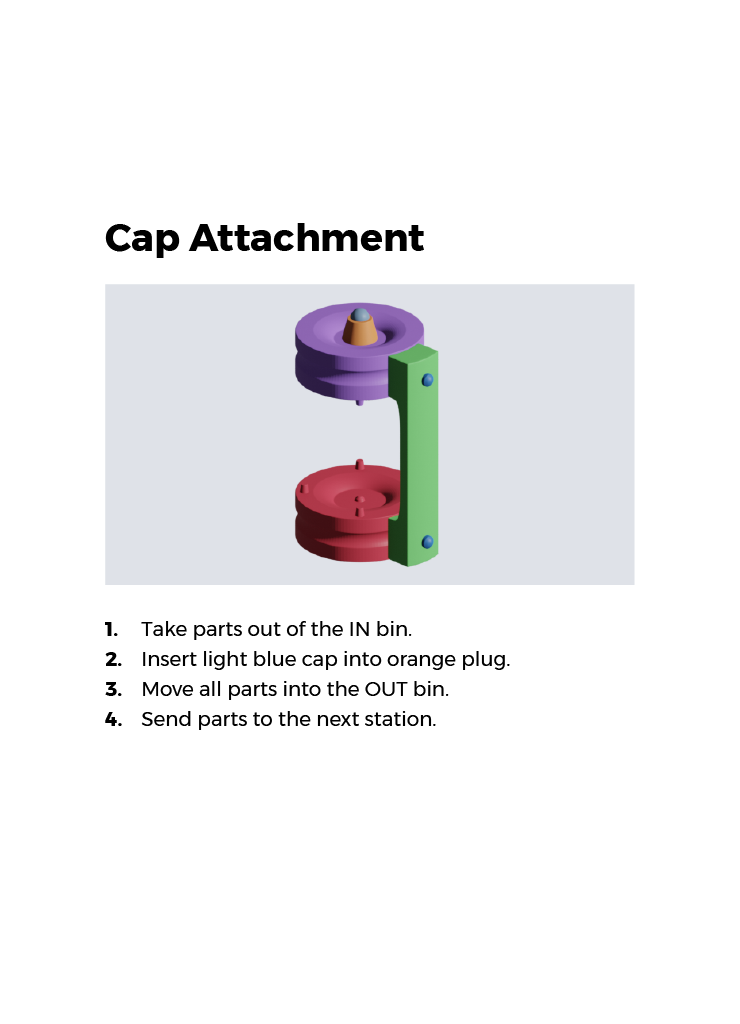 Cap Attachment
1. Take parts out of the IN bin.
2. Insert light blue cap into orange plug.
3. Move all parts into the OUT bin.
4. Send parts to the next station.